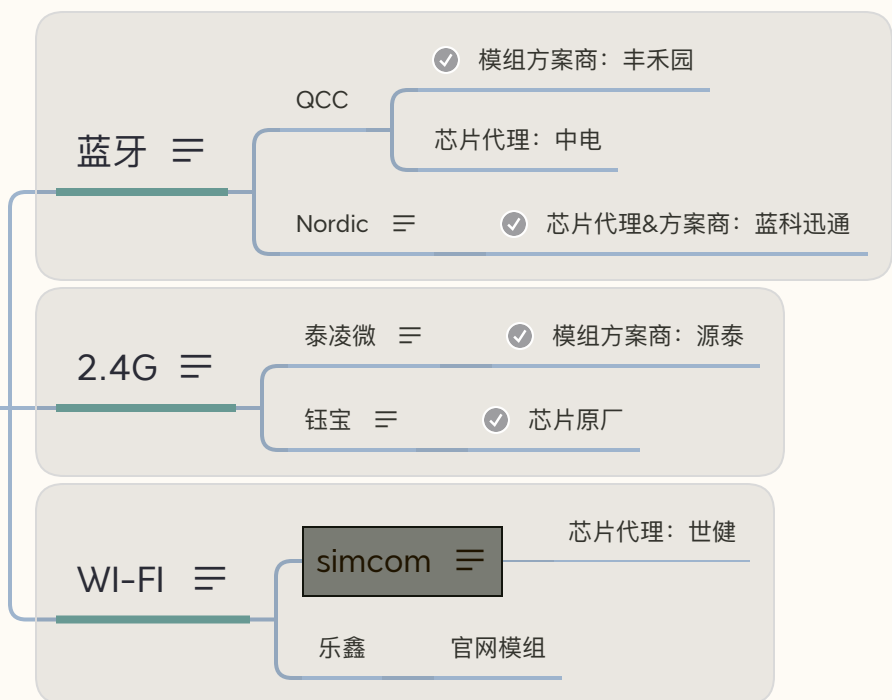 蓝牙
QCC
模组方案商：丰禾园
芯片代理：中电
Nordic
芯片代理&方案商：蓝科迅通
2.4G
泰凌微
模组方案商：源泰
钰宝
芯片原厂
WI-FI
simcom
芯片代理：世健
乐鑫
官网模组